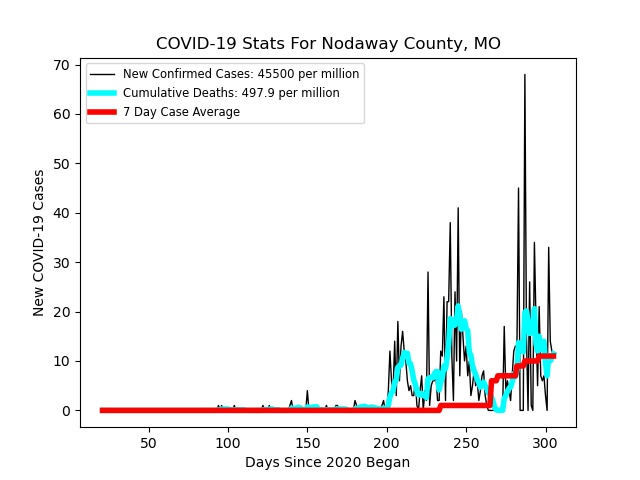 COVID-19 Stats For Nodaway County, MO
New Confirmed Cases: 45500 per million
Cumulative Deaths: 497.9 per million
7 Day Case Average
New COVID-19 Cases
70
60
50
40
30
20
10
0
50 100 150 200 250 300
Days Since 2020 Began